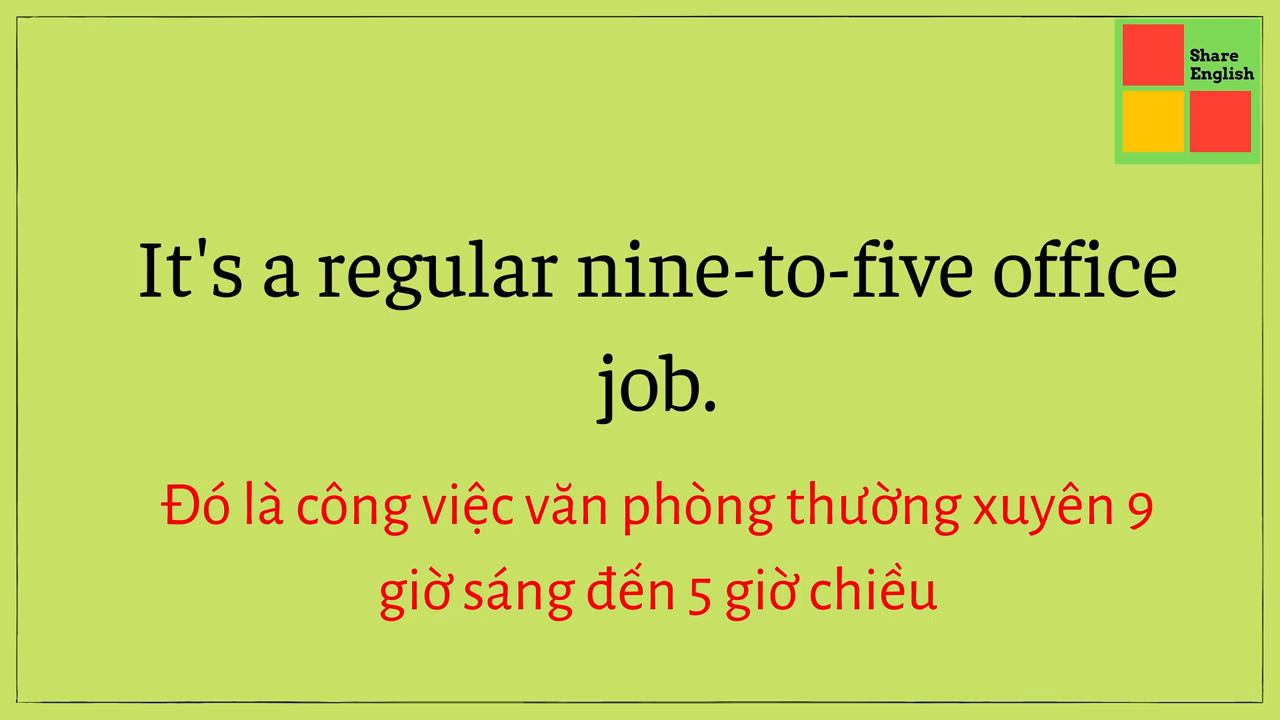 Share
English
It's a regular nine-to-five office
job.
Đó là công việc văn phòng thường xuyên 9
giờ sáng đến 5 giờ chiều